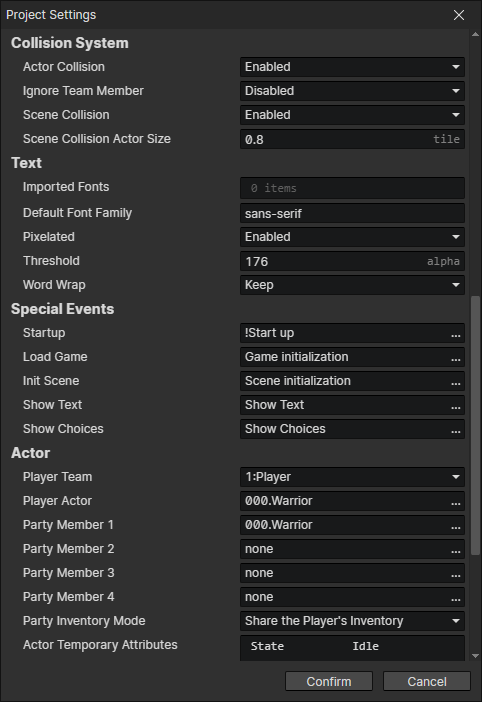 Project Settings
Collision System
Actor Collision Enabled
Ignore Team Member Disabled
Scene Collision Enabled
Scene Collision Actor Size 0.8 tile
Text
Imported Fonts 0 items
Default Font Family sans-serif
Pixelated Enabled
Threshold 176 alpha
Word Wrap Keep
Special Events
Startup !Start up ...
Load Game Game initialization ...
Init Scene Scene initialization ...
Show Text Show Text ...
Show Choices Show Choices ...
Actor
Player Team 1:Player
Player Actor 000.Warrior ...
Party Member 1 000.Warrior ...
Party Member 2 none ...
Party Member 3 none ...
Party Member 4 none ...
Party Inventory Mode Share the Player's Inventory
Actor Temporary Attributes State Idle
Confirm Cancel